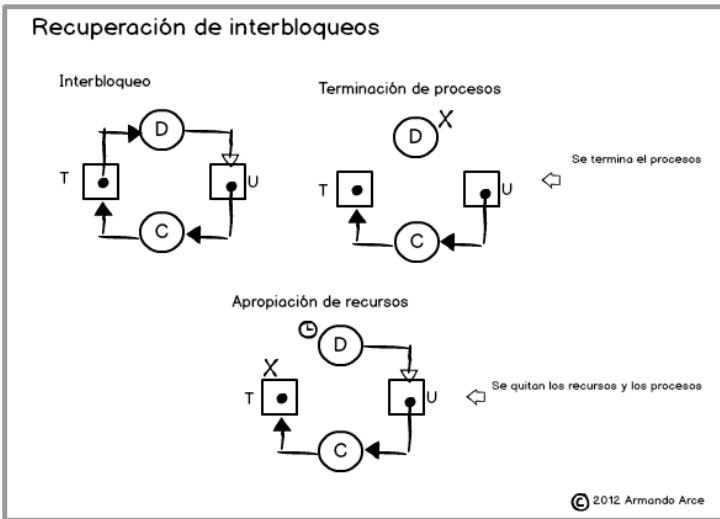 Recuperación de interbloqueos
Interbloqueo
D
T
U
C
Terminación de procesos
D X
Se termina el procesos
T
U
C
Apropiación de recursos
D
X
T
U
Se quitan los recursos y los procesos
C
© 2012 Armando Arce